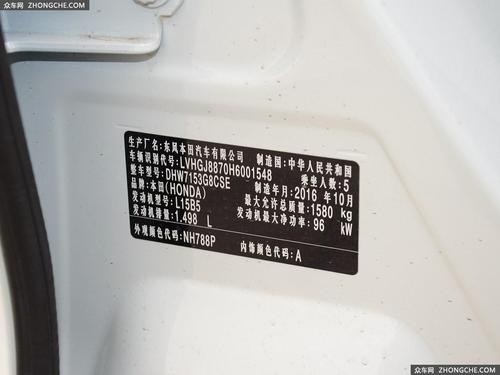 众车网 ZHONGCHE.COM
生产厂名:东风本田汽车有限公司 制造国:中华人民共和国
车辆识别代号:LVHGJ8870H6001548 乘坐人数:5
整车型号:DHW7153G8CSE 制造年月:2016 年 10月
品牌:本田(HONDA) 最大允许总质量:1580 kg
发动机型号:L15B5 发动机最大净功率:96 kW
发动机排量:1.498 L
外观颜色代码:NH788P 内饰颜色代码:A
众车网 ZHONGCHE.COM